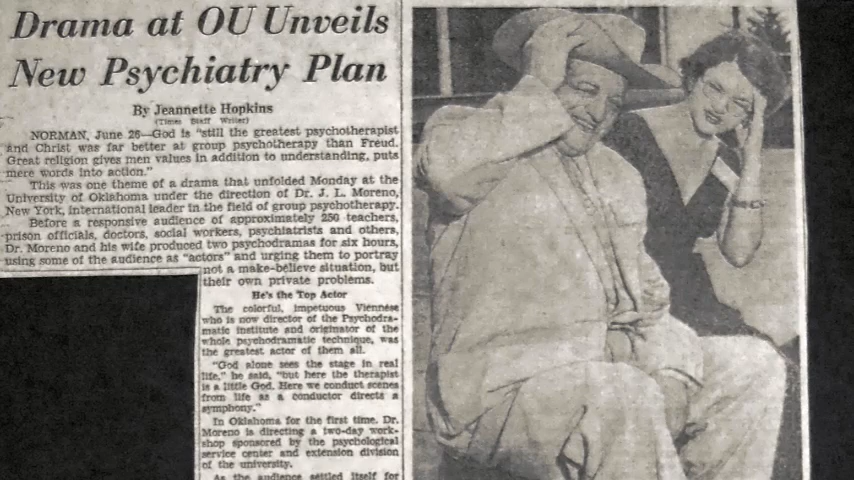 Drama at OU Unveils
New Psychiatry Plan
By Jeannette Hopkins
(Times Staff Writer)
NORMAN, June 26—God is "still the greatest psychotherapist
and Christ was far better at group psychotherapy than Freud.
Great religion gives men values in addition to understanding, puts
mere words into action."
This was one theme of a drama that unfolded Monday at the
University of Oklahoma under the direction of Dr. J. L. Moreno,
New York, international leader in the field of group psychotherapy.
Before a responsive audience of approximately 250 teachers,
prison officials, doctors, social workers, psychiatrists and others,
Dr. Moreno and his wife produced two psychodramas for six hours,
using some of the audience as "actors" and urging them to portray
not a make-believe situation, but
their own private problems.
He's the Top Actor
The colorful, impetuous Viennese
who is now director of the Psychodra-
matic institute and originator of the
whole psychodramatic technique, was
the greatest actor of them all.
"God alone sees the stage in real
life," he said, "but here the therapist
is a little God. Here we conduct scenes
from life as a conductor directs a
symphony."
In Oklahoma for the first time, Dr.
Moreno is directing a two-day work-
shop sponsored by the psychological
service center and extension division
of the university.
As the audience settled itself for